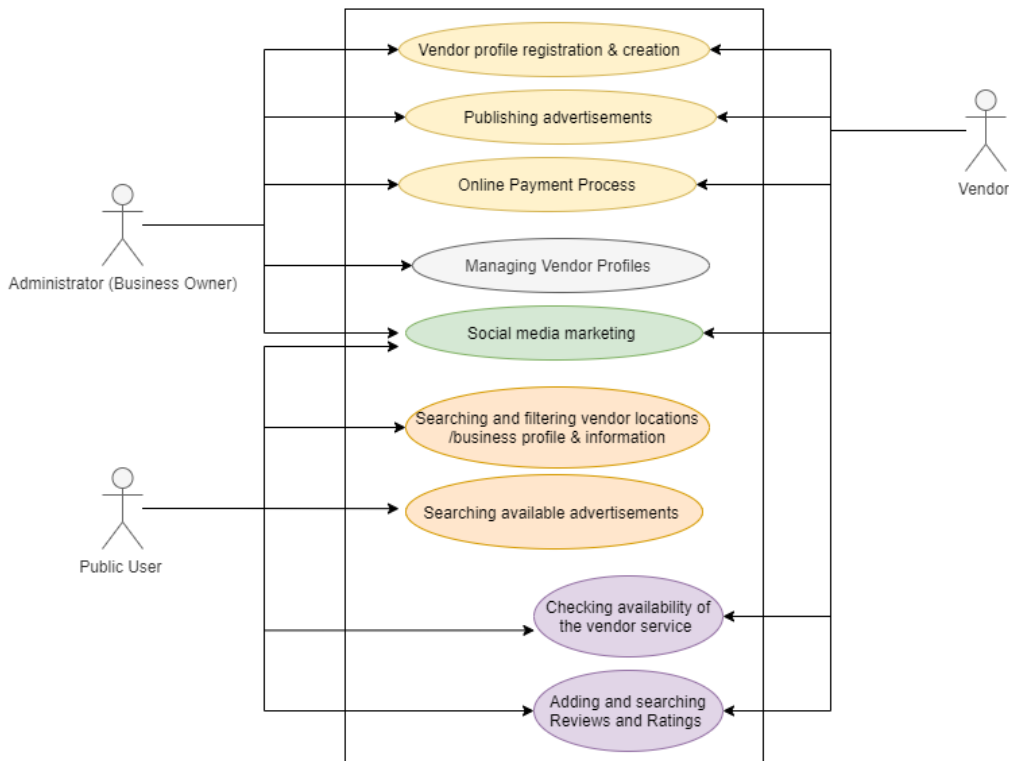 Vendor profile registration & creation
Publishing advertisements
Vendor
Online Payment Process
Administrator (Business Owner)
Managing Vendor Profiles
Social media marketing
Searching and filtering vendor locations
/business profile & information
Searching available advertisements
Public User
Checking availability of
the vendor service
Adding and searching
Reviews and Ratings